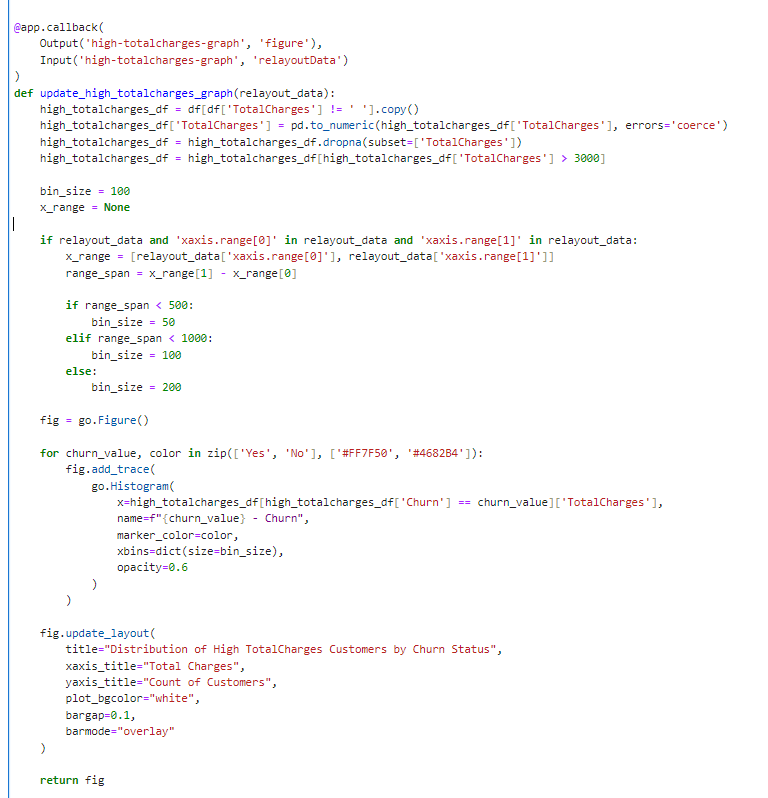 @app.callback(
    Output('high-totalcharges-graph', 'figure'),
    Input('high-totalcharges-graph', 'relayoutData')
)
def update_high_totalcharges_graph(relayout_data):
    high_totalcharges_df = df[df['TotalCharges'] != ' '].copy()
    high_totalcharges_df['TotalCharges'] = pd.to_numeric(high_totalcharges_df['TotalCharges'], errors='coerce')
    high_totalcharges_df = high_totalcharges_df.dropna(subset=['TotalCharges'])
    high_totalcharges_df = high_totalcharges_df[high_totalcharges_df['TotalCharges'] > 3000]

    bin_size = 100
    x_range = None

    if relayout_data and 'xaxis.range[0]' in relayout_data and 'xaxis.range[1]' in relayout_data:
        x_range = [relayout_data['xaxis.range[0]'], relayout_data['xaxis.range[1]']]
        range_span = x_range[1] - x_range[0]

        if range_span < 500:
            bin_size = 50
        elif range_span < 1000:
            bin_size = 100
        else:
            bin_size = 200

    fig = go.Figure()

    for churn_value, color in zip(['Yes', 'No'], ['#FF7F50', '#4682B4']):
        fig.add_trace(
            go.Histogram(
                x=high_totalcharges_df[high_totalcharges_df['Churn'] == churn_value]['TotalCharges'],
                name=f"{churn_value} - Churn",
                marker_color=color,
                xbins=dict(size=bin_size),
                opacity=0.6
            )
        )

    fig.update_layout(
        title="Distribution of High TotalCharges Customers by Churn Status",
        xaxis_title="Total Charges",
        yaxis_title="Count of Customers",
        plot_bgcolor="white",
        bargap=0.1,
        barmode="overlay"
    )

    return fig